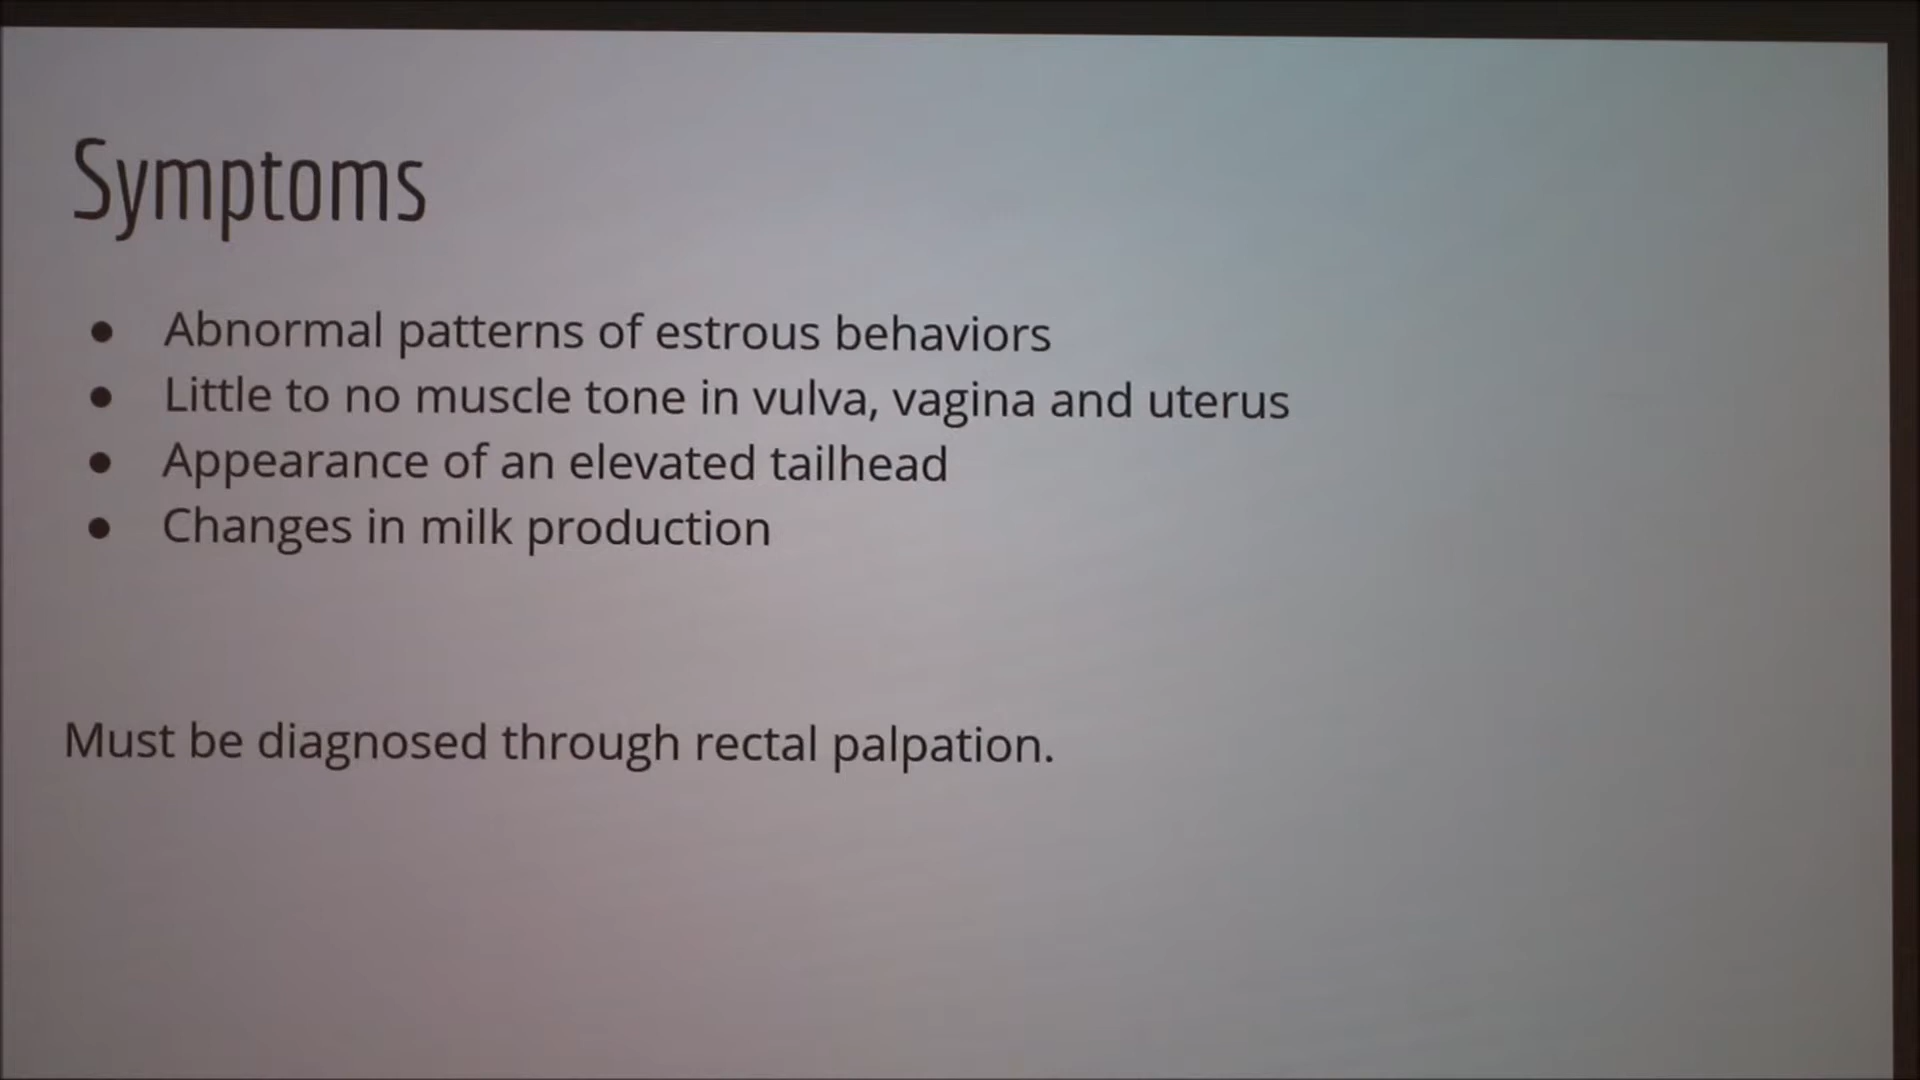 Symptoms
● Abnormal patterns of estrous behaviors
● Little to no muscle tone in vulva, vagina and uterus
● Appearance of an elevated tailhead
● Changes in milk production
Must be diagnosed through rectal palpation.